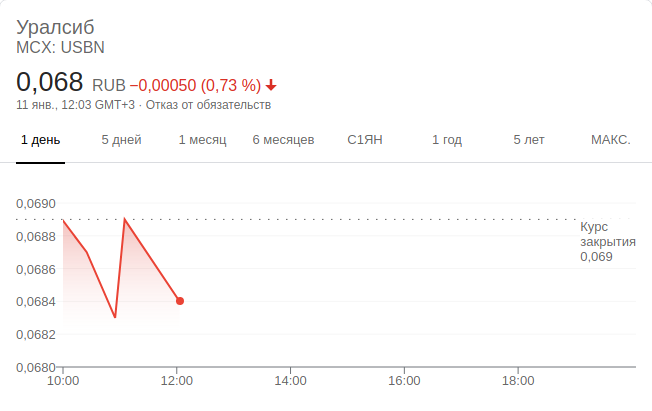 Уралсиб
MCX: USBN
0,068 RUB −0,00050 (0,73 %)
11 янв., 12:03 GMT+3 · Отказ от обязательств
1 день 5 дней 1 месяц 6 месяцев С1ЯН 1 год 5 лет МАКС.
0,0690
0,0688
0,0686
0,0684
0,0682
0,0680
Курс
закрытия
0,069
10:00 12:00 14:00 16:00 18:00